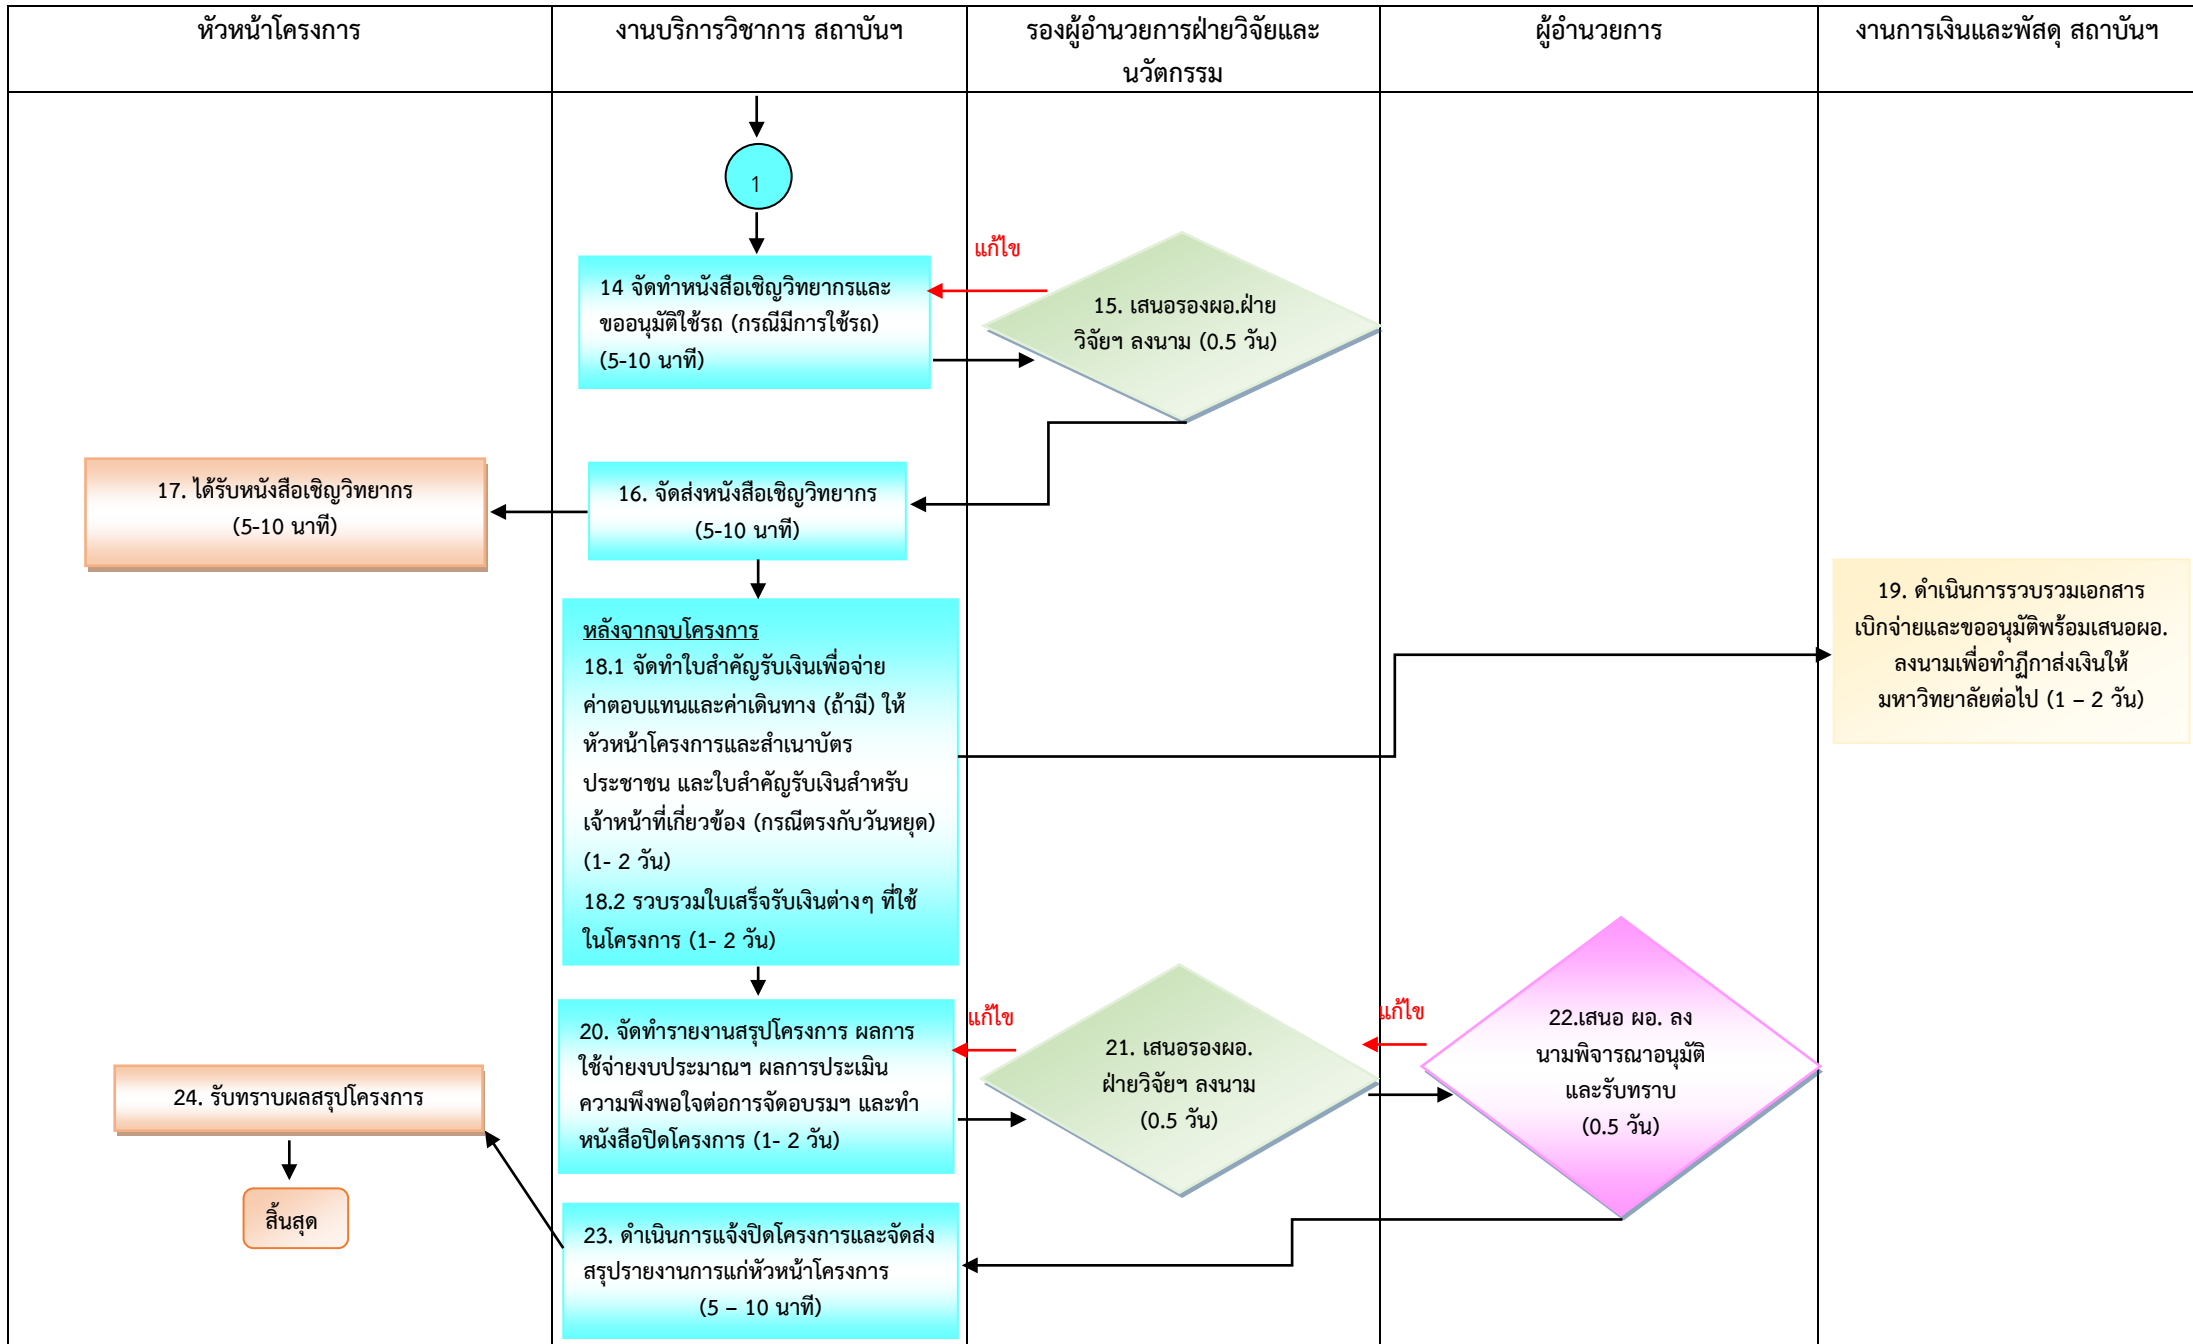 หัวหน้าโครงการ
งานบริการวิชาการ สถาบันฯ
รองผู้อำนวยการฝ่ายวิจัยและ
นวัตกรรม
ผู้อำนวยการ
งานการเงินและพัสดุ สถาบันฯ
1
แก้ไข
14 จัดทำหนังสือเชิญวิทยากรและ
ขออนุมัติใช้รถ (กรณีมีการใช้รถ)
(5-10 นาที)
15. เสนอรองผอ.ฝ่าย
วิจัยฯ ลงนาม (0.5 วัน)
16. จัดส่งหนังสือเชิญวิทยากร
(5-10 นาที)
17. ได้รับหนังสือเชิญวิทยากร
(5-10 นาที)
หลังจากจบโครงการ
18.1 จัดทำใบสำคัญรับเงินเพื่อจ่าย
ค่าตอบแทนและค่าเดินทาง (ถ้ามี) ให้
หัวหน้าโครงการและสำเนาบัตร
ประชาชน และใบสำคัญรับเงินสำหรับ
เจ้าหน้าที่เกี่ยวข้อง (กรณีตรงกับวันหยุด)
(1- 2 วัน)
18.2 รวบรวมใบเสร็จรับเงินต่างๆ ที่ใช้
ในโครงการ (1- 2 วัน)
19. ดำเนินการรวบรวมเอกสาร
เบิกจ่ายและขออนุมัติพร้อมเสนอผอ.
ลงนามเพื่อทำฏีกาส่งเงินให้
มหาวิทยาลัยต่อไป (1 – 2 วัน)
20. จัดทำรายงานสรุปโครงการ ผลการ
ใช้จ่ายงบประมาณฯ ผลการประเมิน
ความพึงพอใจต่อการจัดอบรมฯ และทำ
หนังสือปิดโครงการ (1- 2 วัน)
แก้ไข
21. เสนอรองผอ.
ฝ่ายวิจัยฯ ลงนาม
(0.5 วัน)
แก้ไข
22.เสนอ ผอ. ลง
นามพิจารณาอนุมัติ
และรับทราบ
(0.5 วัน)
23. ดำเนินการแจ้งปิดโครงการและจัดส่ง
สรุปรายงานการแก่หัวหน้าโครงการ
(5 – 10 นาที)
24. รับทราบผลสรุปโครงการ
สิ้นสุด